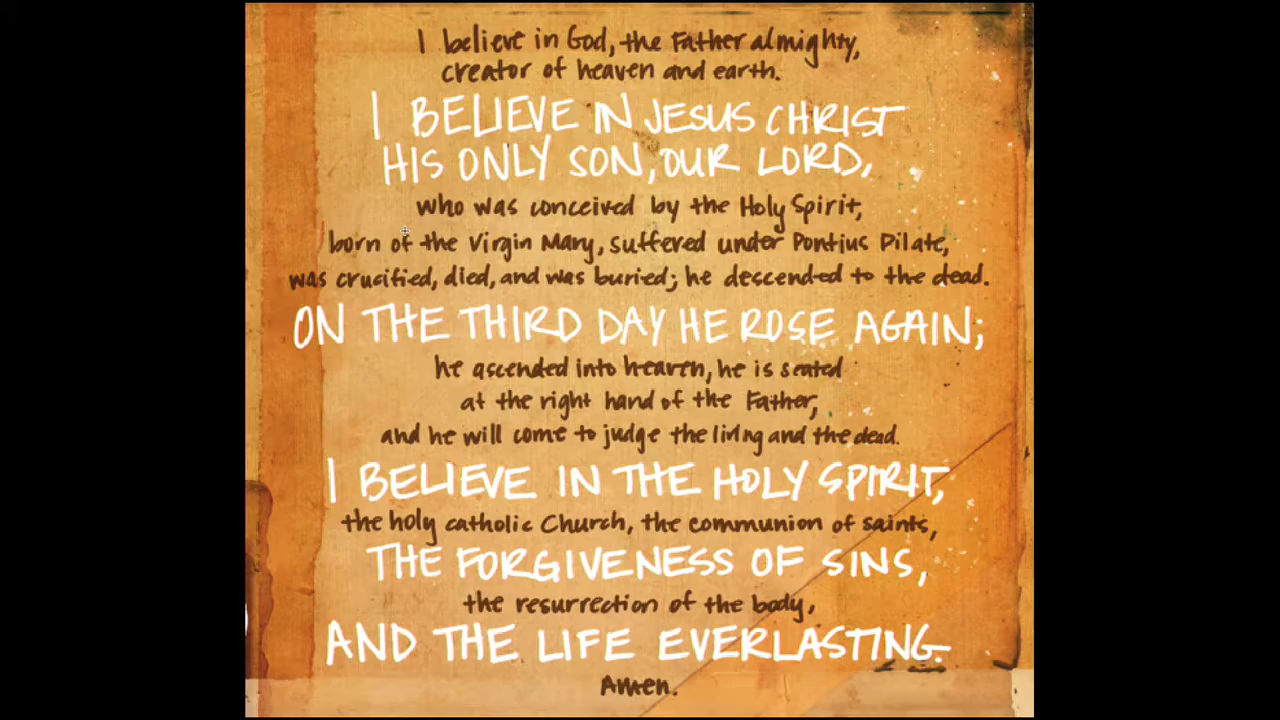 I believe in God, the Father almighty,
creator of heaven and earth.
I BELIEVE IN JESUS CHRIST
HIS ONLY SON, OUR LORD,
who was conceived by the Holy Spirit,
born of the Virgin Mary, suffered under Pontius Pilate,
was crucified, died, and was buried; he descended to the dead.
ON THE THIRD DAY HE ROSE AGAIN;
he ascended into heaven, he is seated
at the right hand of the Father,
and he will come to judge the living and the dead.
I BELIEVE IN THE HOLY SPIRIT,
the holy catholic Church, the communion of saints,
THE FORGIVENESS OF SINS,
the resurrection of the body,
AND THE LIFE EVERLASTING.
Amen.